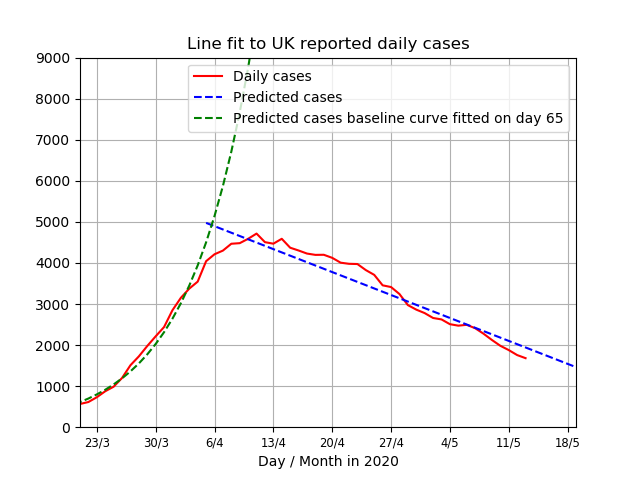 Line fit to UK reported daily cases
9000
8000
7000
6000
5000
4000
3000
2000
1000
0
Daily cases
Predicted cases
Predicted cases baseline curve fitted on day 65
23/3 30/3 6/4 13/4 20/4 27/4 4/5 11/5 18/5
Day / Month in 2020